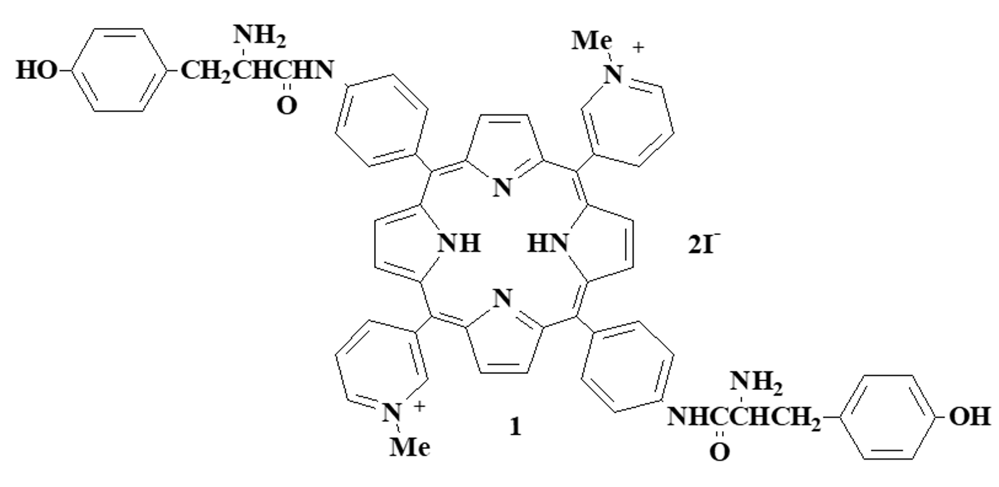 NH2
Me +
HO CH2CHCHN
N
O
N
NH HN 2I-
N
NH2
N +
1
NHCCHCH2 OH
Me
O